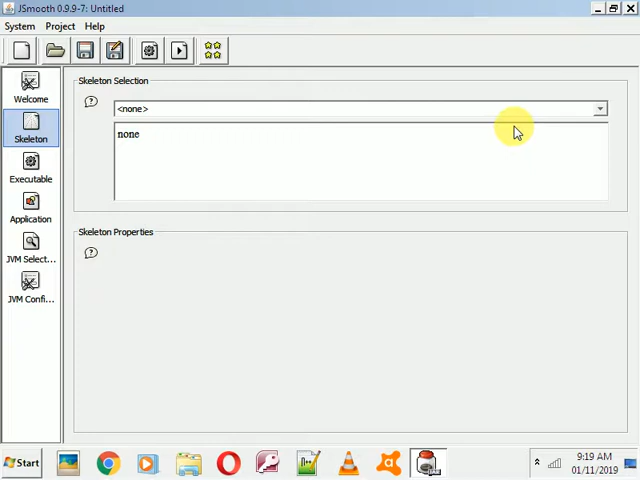 JSmooth 0.9.9-7: Untitled
System Project Help
Welcome
Skeleton
Executable
Application
JVM Select...
JVM Confi...
Skeleton Selection
<none>
none
Skeleton Properties
Start
9:19 AM
01/11/2019